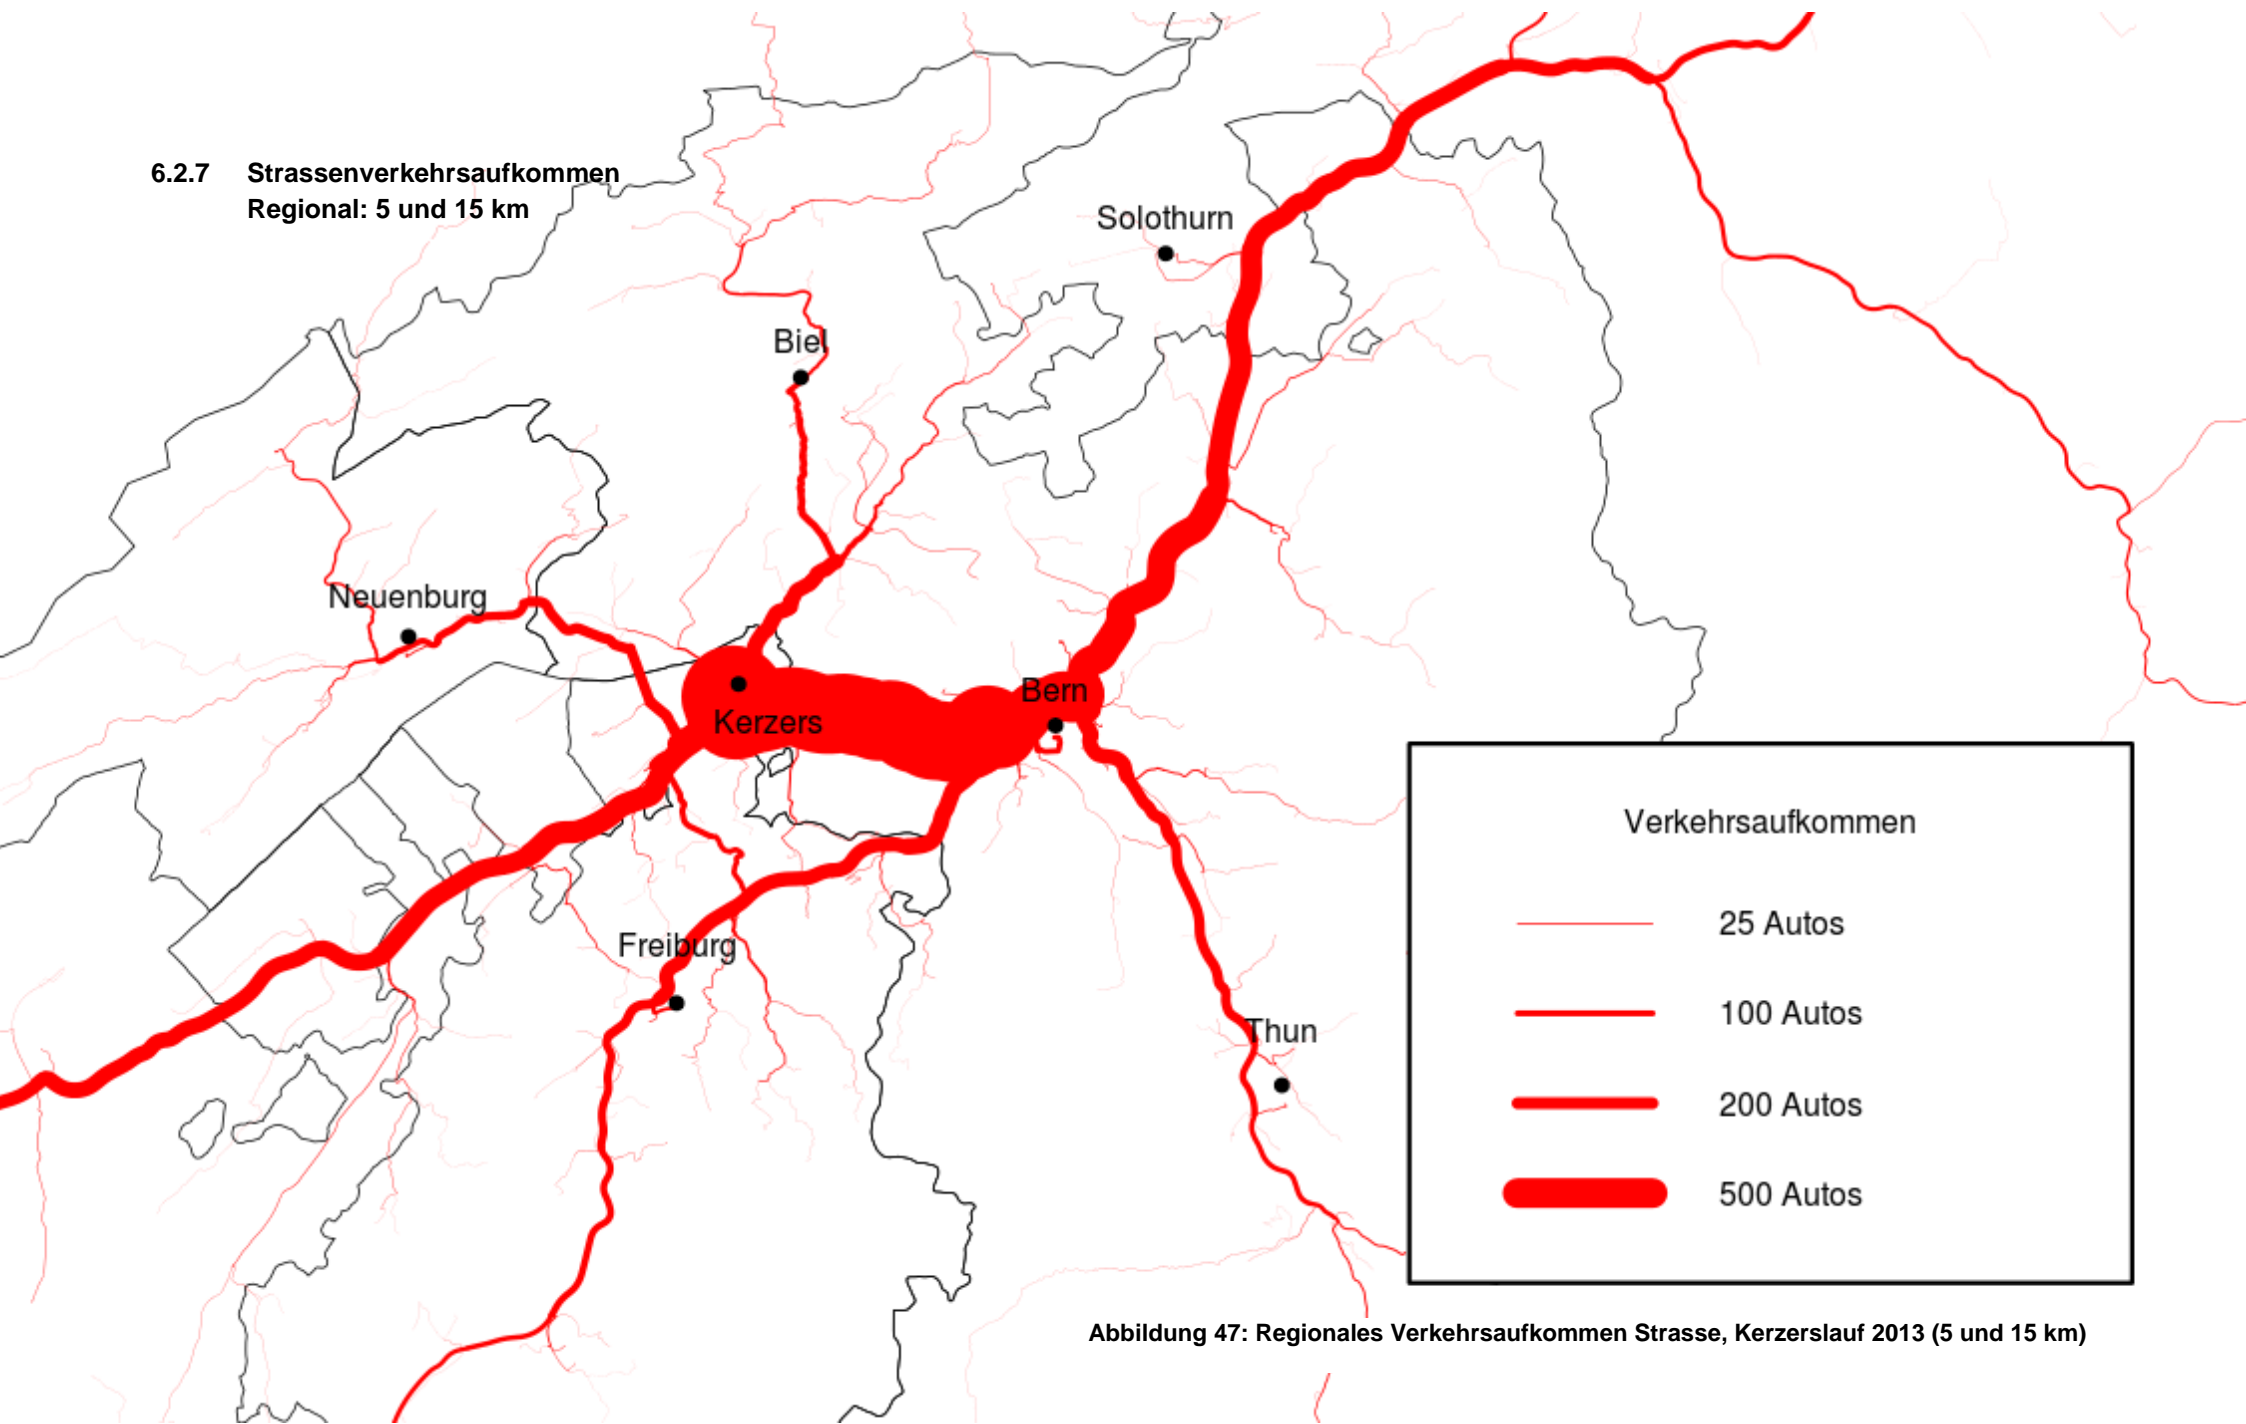 6.2.7 Strassenverkehrsaufkommen
Regional: 5 und 15 km
Solothurn
Biel
Neuenburg
Bern
Kerzers
Freiburg
Thun
Verkehrsaufkommen
25 Autos
100 Autos
200 Autos
500 Autos
Abbildung 47: Regionales Verkehrsaufkommen Strasse, Kerzerslauf 2013 (5 und 15 km)